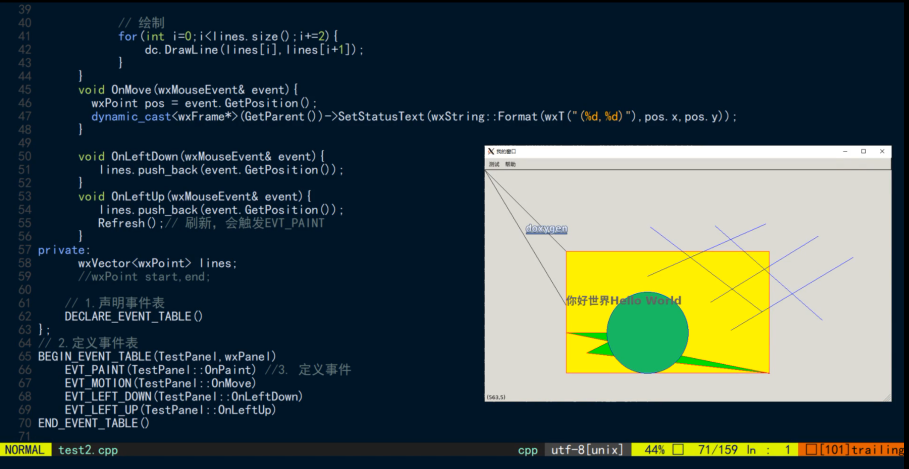 39
40 // 绘制
41 for(int i=0;i<lines.size();i+=2){
42 dc.DrawLine(lines[i],lines[i+1]);
43 }
44 }
45 void OnMove(wxMouseEvent& event){
46 wxPoint pos = event.GetPosition();
47 dynamic_cast<wxFrame*>(GetParent())->SetStatusText(wxString::Format(wxT("(%d,%d)"),pos.x,pos.y));
48 }
49
50 void OnLeftDown(wxMouseEvent& event){
51 lines.push_back(event.GetPosition());
52 }
53 void OnLeftUp(wxMouseEvent& event){
54 lines.push_back(event.GetPosition());
55 Refresh();// 刷新, 会触发EVT_PAINT
56 }
57 private:
58 wxVector<wxPoint> lines;
59 //wxPoint start,end;
60
61 // 1.声明事件表
62 DECLARE_EVENT_TABLE()
63 };
64 // 2.定义事件表
65 BEGIN_EVENT_TABLE(TestPanel,wxPanel)
66 EVT_PAINT(TestPanel::OnPaint) //3. 定义事件
67 EVT_MOTION(TestPanel::OnMove)
68 EVT_LEFT_DOWN(TestPanel::OnLeftDown)
69 EVT_LEFT_UP(TestPanel::OnLeftUp)
70 END_EVENT_TABLE()
71
我的窗口
测试 帮助
doxygen
你好世界Hello World
(563,5)
NORMAL test2.cpp cpp utf-8[unix] 44% 71/159 ln : 1 [101]trailing